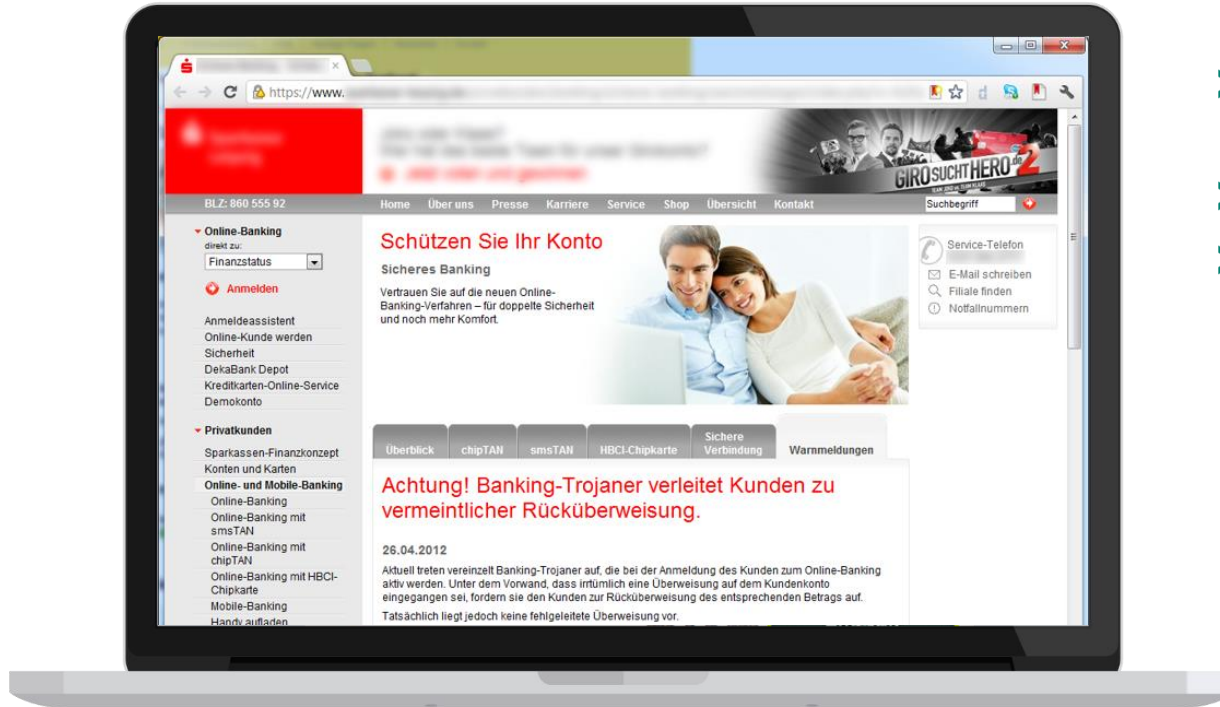 https://www.
GIROSUCHTHERO.de 2
BLZ: 860 555 92
Home Über uns Presse Karriere Service Shop Übersicht Kontakt
Suchbegriff
Online-Banking
direkt zu:
Finanzstatus
Anmelden
Anmeldeassistent
Online-Kunde werden
Sicherheit
DekaBank Depot
Kreditkarten-Online-Service
Demokonto
Privatkunden
Sparkassen-Finanzkonzept
Konten und Karten
Online- und Mobile-Banking
Online-Banking
Online-Banking mit
smsTAN
Online-Banking mit
chipTAN
Online-Banking mit HBCI-
Chipkarte
Mobile-Banking
Handy aufladen
Schützen Sie Ihr Konto
Sicheres Banking
Vertrauen Sie auf die neuen Online-
Banking-Verfahren – für doppelte Sicherheit
und noch mehr Komfort.
Service-Telefon
E-Mail schreiben
Filiale finden
Notfallnummern
Überblick chipTAN smsTAN HBCI-Chipkarte Sichere Verbindung Warnmeldungen
Achtung! Banking-Trojaner verleitet Kunden zu
vermeintlicher Rücküberweisung.
26.04.2012
Aktuell treten vereinzelt Banking-Trojaner auf, die bei der Anmeldung des Kunden zum Online-Banking
aktiv werden. Unter dem Vorwand, dass irrtümlich eine Überweisung auf dem Kundenkonto
eingegangen sei, fordern sie den Kunden zur Rücküberweisung des entsprechenden Betrags auf.
Tatsächlich liegt jedoch keine fehlgeleitete Überweisung vor.